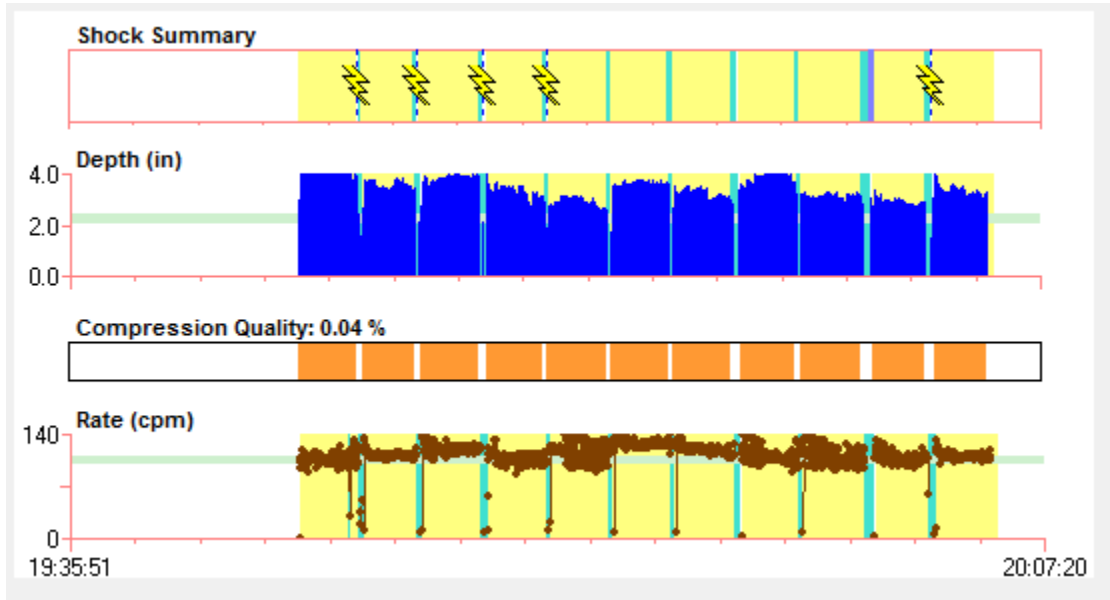 Shock Summary
Depth (in)
4.0
2.0
0.0
Compression Quality: 0.04 %
Rate (cpm)
140
0
19:35:51 20:07:20